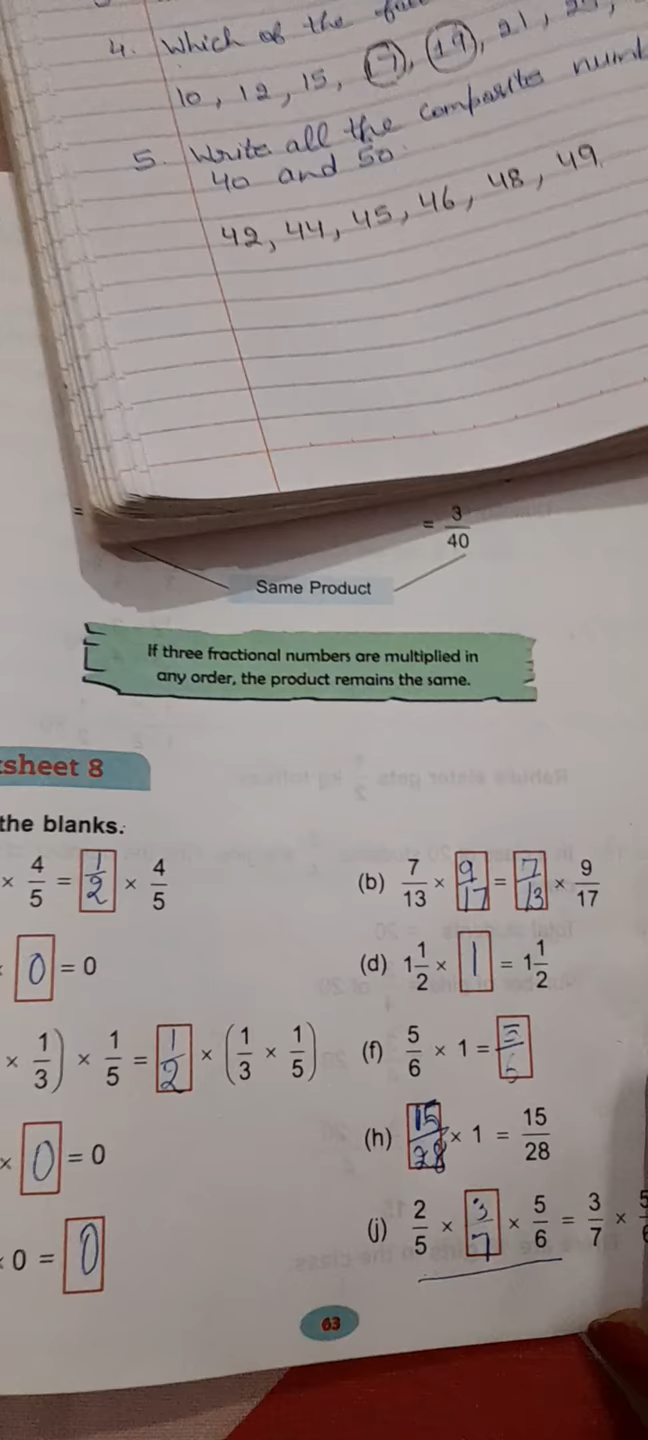 4. Which of the
10, 12, 15, 17, 19, 21,
5. Write all the composite
40 and 50.
42, 44, 45, 46, 48, 49
=
= 3/40
Same Product
If three fractional numbers are multiplied in
any order, the product remains the same.
sheet 8
the blanks.
× 4/5 = 1/2 × 4/5
(b) 7/13 × 9/17 = 7/13 × 9/17
0 = 0
(d) 1 1/2 × 1 = 1 1/2
× 1/3) × 1/5 = 1/2 × (1/3 × 1/5)
(f) 5/6 × 1 = 5/6
× 0 = 0
(h) 15/28 × 1 = 15/28
× 0 = 0
(j) 2/5 × 3/7 × 5/6 = 3/7 ×
63